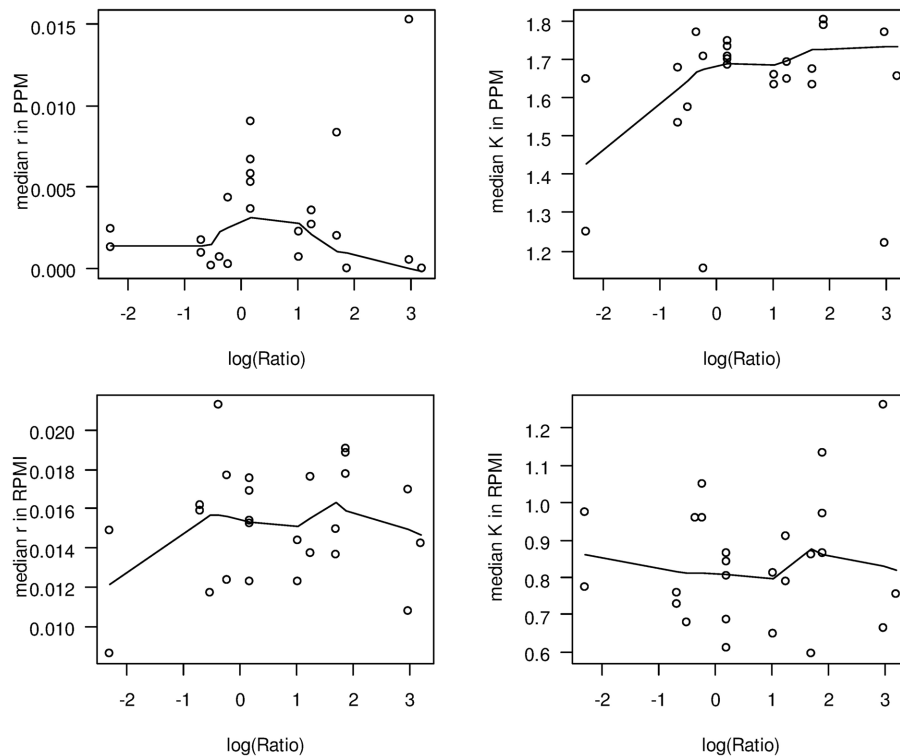 median r in PPM
0.015
0.010
0.005
0.000
-2 -1 0 1 2 3
log(Ratio)
median K in PPM
1.8
1.7
1.6
1.5
1.4
1.3
1.2
-2 -1 0 1 2 3
log(Ratio)
median r in RPMI
0.020
0.018
0.016
0.014
0.012
0.010
-2 -1 0 1 2 3
log(Ratio)
median K in RPMI
1.2
1.1
1.0
0.9
0.8
0.7
0.6
-2 -1 0 1 2 3
log(Ratio)